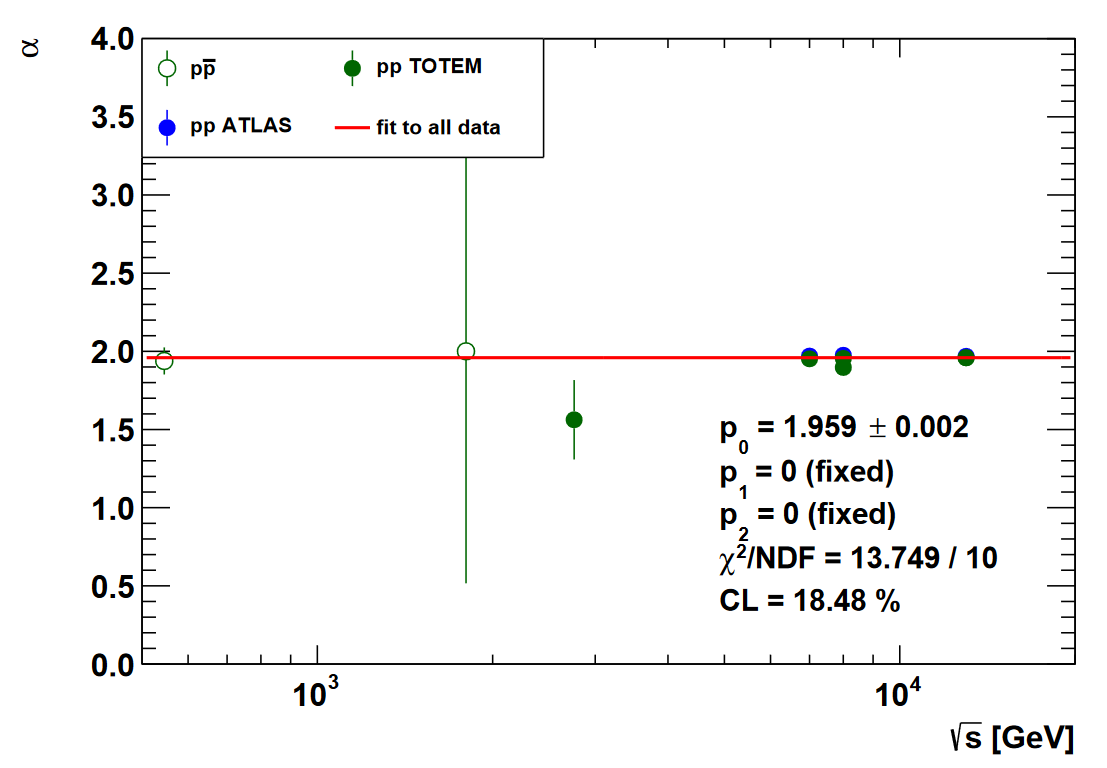 α
4.0
3.5
3.0
2.5
2.0
1.5
1.0
0.5
0.0
pp̅
pp TOTEM
pp ATLAS
fit to all data
p₀ = 1.959 ± 0.002
p₁ = 0 (fixed)
p₂ = 0 (fixed)
χ²/NDF = 13.749 / 10
CL = 18.48 %
10³ 10⁴
√s [GeV]